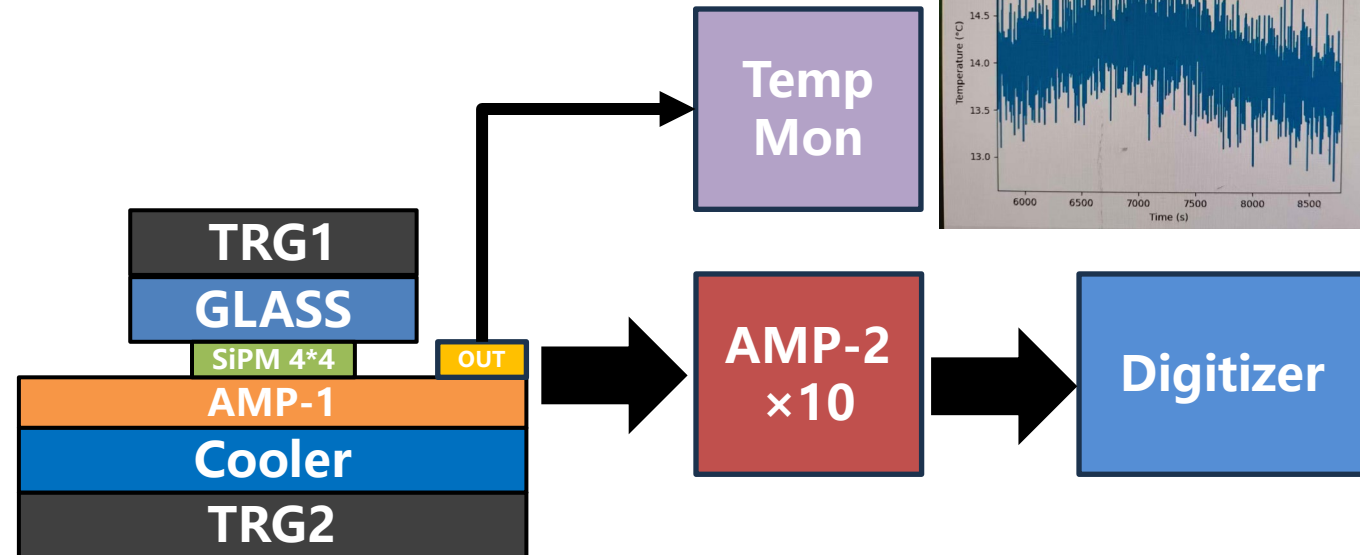 Temp
Mon
Temperature (°C)
14.5
14.0
13.5
13.0
6000
6500
7000
7500
8000
8500
Time (s)
TRG1
GLASS
SiPM 4*4
OUT
AMP-1
Cooler
TRG2
AMP-2
×10
Digitizer